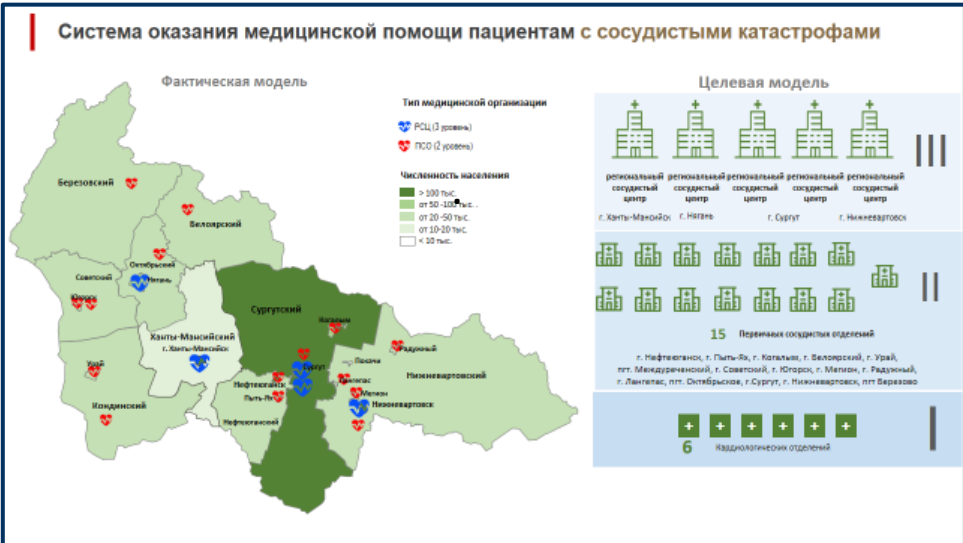 Система оказания медицинской помощи пациентам с сосудистыми катастрофами
Фактическая модель
Тип медицинской организации
РСЦ (3 уровень)
ПСО (2 уровень)
Численность населения
> 100 тыс.
от 50 -100 тыс. .
от 20 -50 тыс.
от 10-20 тыс.
< 10 тыс.
Березовский
Белоярский
Октябрьский
Советский
Нягань
Югорск
Ханты-Мансийский
г. Ханты-Мансийск
Сургутский
Когалым
Урай
Кондинский
Сургут
Нефтеюганск
Пыть-Ях
Нефтеюганский
Покачи
Радужный
Лангепас
Мегион
Нижневартовск
Нижневартовский
Целевая модель
региональный сосудистый центр
региональный сосудистый центр
региональный сосудистый центр
региональный сосудистый центр
региональный сосудистый центр
г. Ханты-Мансийск
г. Нягань
г. Сургут
г. Нижневартовск
III
15 Первичных сосудистых отделений
II
г. Нефтеюганск, г. Пыть-Ях, г. Когалым, г. Белоярский, г. Урай,
пгт. Междуреченский, г. Советский, г. Югорск, г. Мегион, г. Радужный,
г. Лангепас, пгт. Октябрьское, г.Сургут, г. Нижневартовск, пгт Березово
6 Кардиологических отделений
I